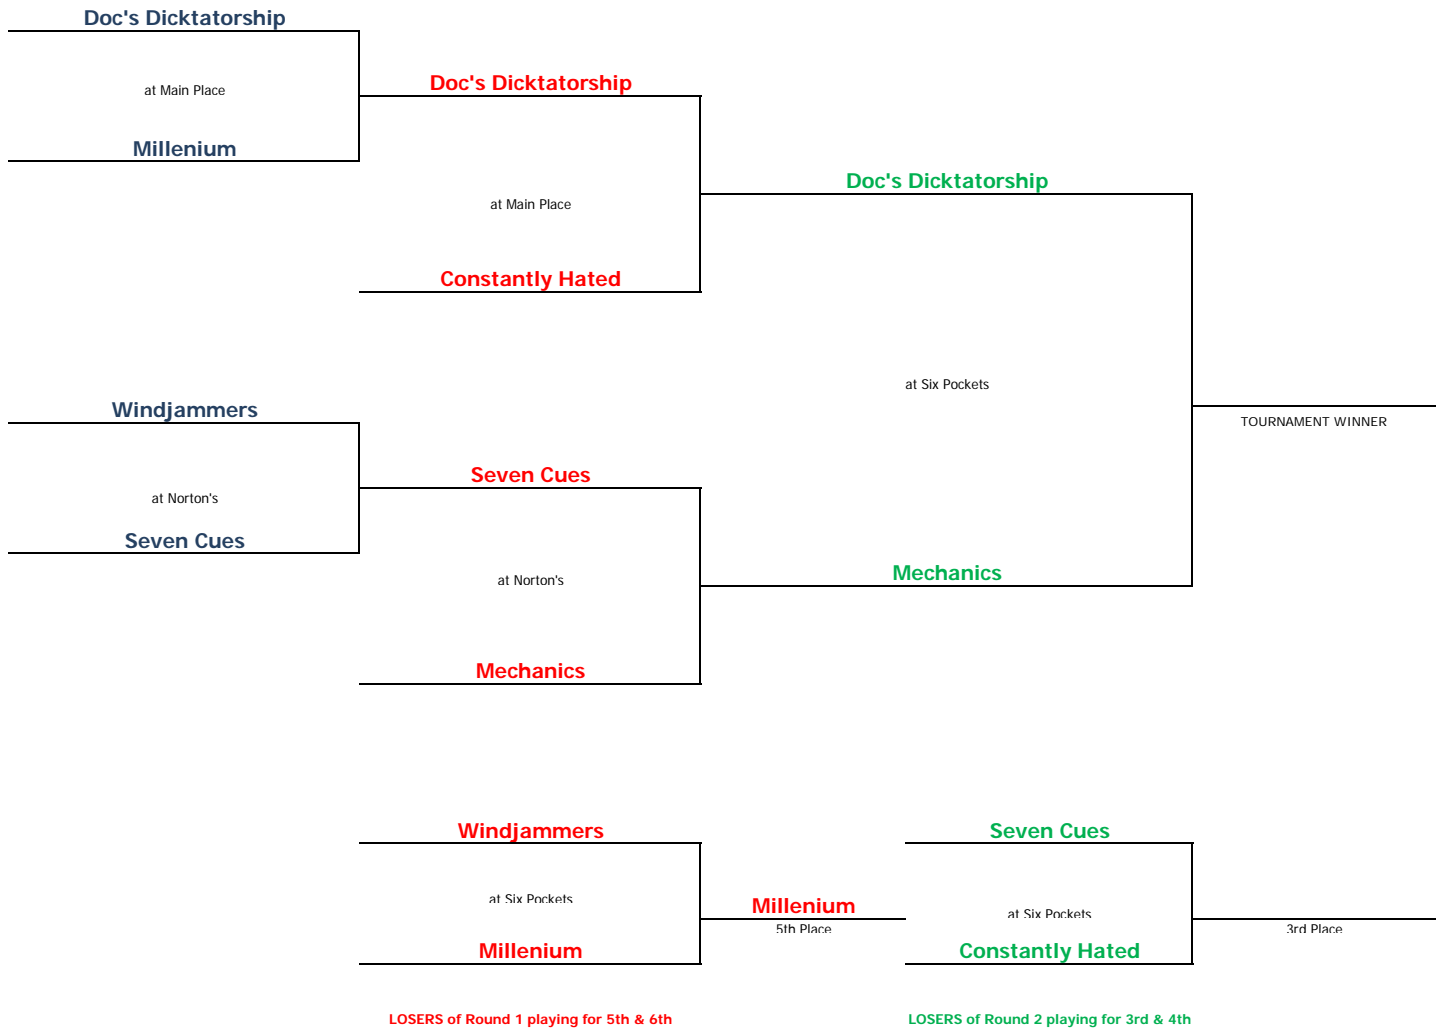 Doc's Dicktatorship
at Main Place
Doc's Dicktatorship
Millenium
Doc's Dicktatorship
at Main Place
Constantly Hated
at Six Pockets
Windjammers
TOURNAMENT WINNER
Seven Cues
at Norton's
Seven Cues
at Norton's
Mechanics
Mechanics
Windjammers
Seven Cues
at Six Pockets
Millenium
at Six Pockets
5th Place
3rd Place
Millenium
Constantly Hated
LOSERS of Round 1 playing for 5th & 6th
LOSERS of Round 2 playing for 3rd & 4th